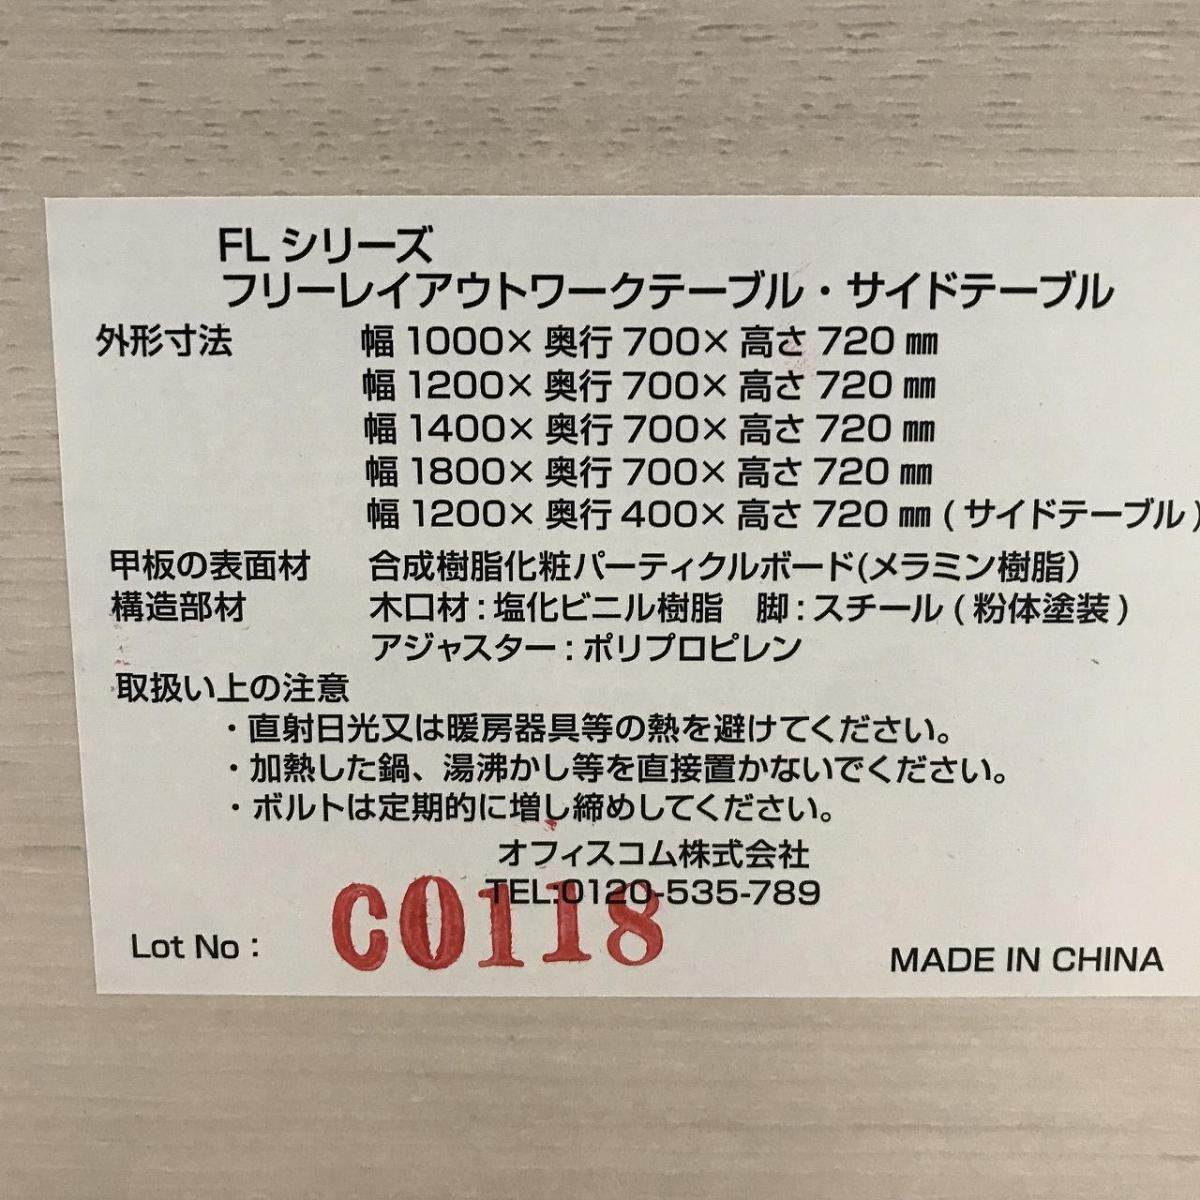 FL シリーズ
フリーレイアウトワークテーブル・サイドテーブル
外形寸法 幅 1000× 奥行 700× 高さ 720 ㎜
幅 1200× 奥行 700× 高さ 720 ㎜
幅 1400× 奥行 700× 高さ 720 ㎜
幅 1800× 奥行 700× 高さ 720 ㎜
幅 1200× 奥行 400× 高さ 720 ㎜ ( サイドテーブル )
甲板の表面材 合成樹脂化粧パーティクルボード(メラミン樹脂)
構造部材 木口材 : 塩化ビニル樹脂 脚 : スチール ( 粉体塗装 )
アジャスター : ポリプロピレン
取扱い上の注意
・直射日光又は暖房器具等の熱を避けてください。
・加熱した鍋、湯沸かし等を直接置かないでください。
・ボルトは定期的に増し締めしてください。
オフィスコム株式会社
TEL:0120-535-789
Lot No : C0118
MADE IN CHINA